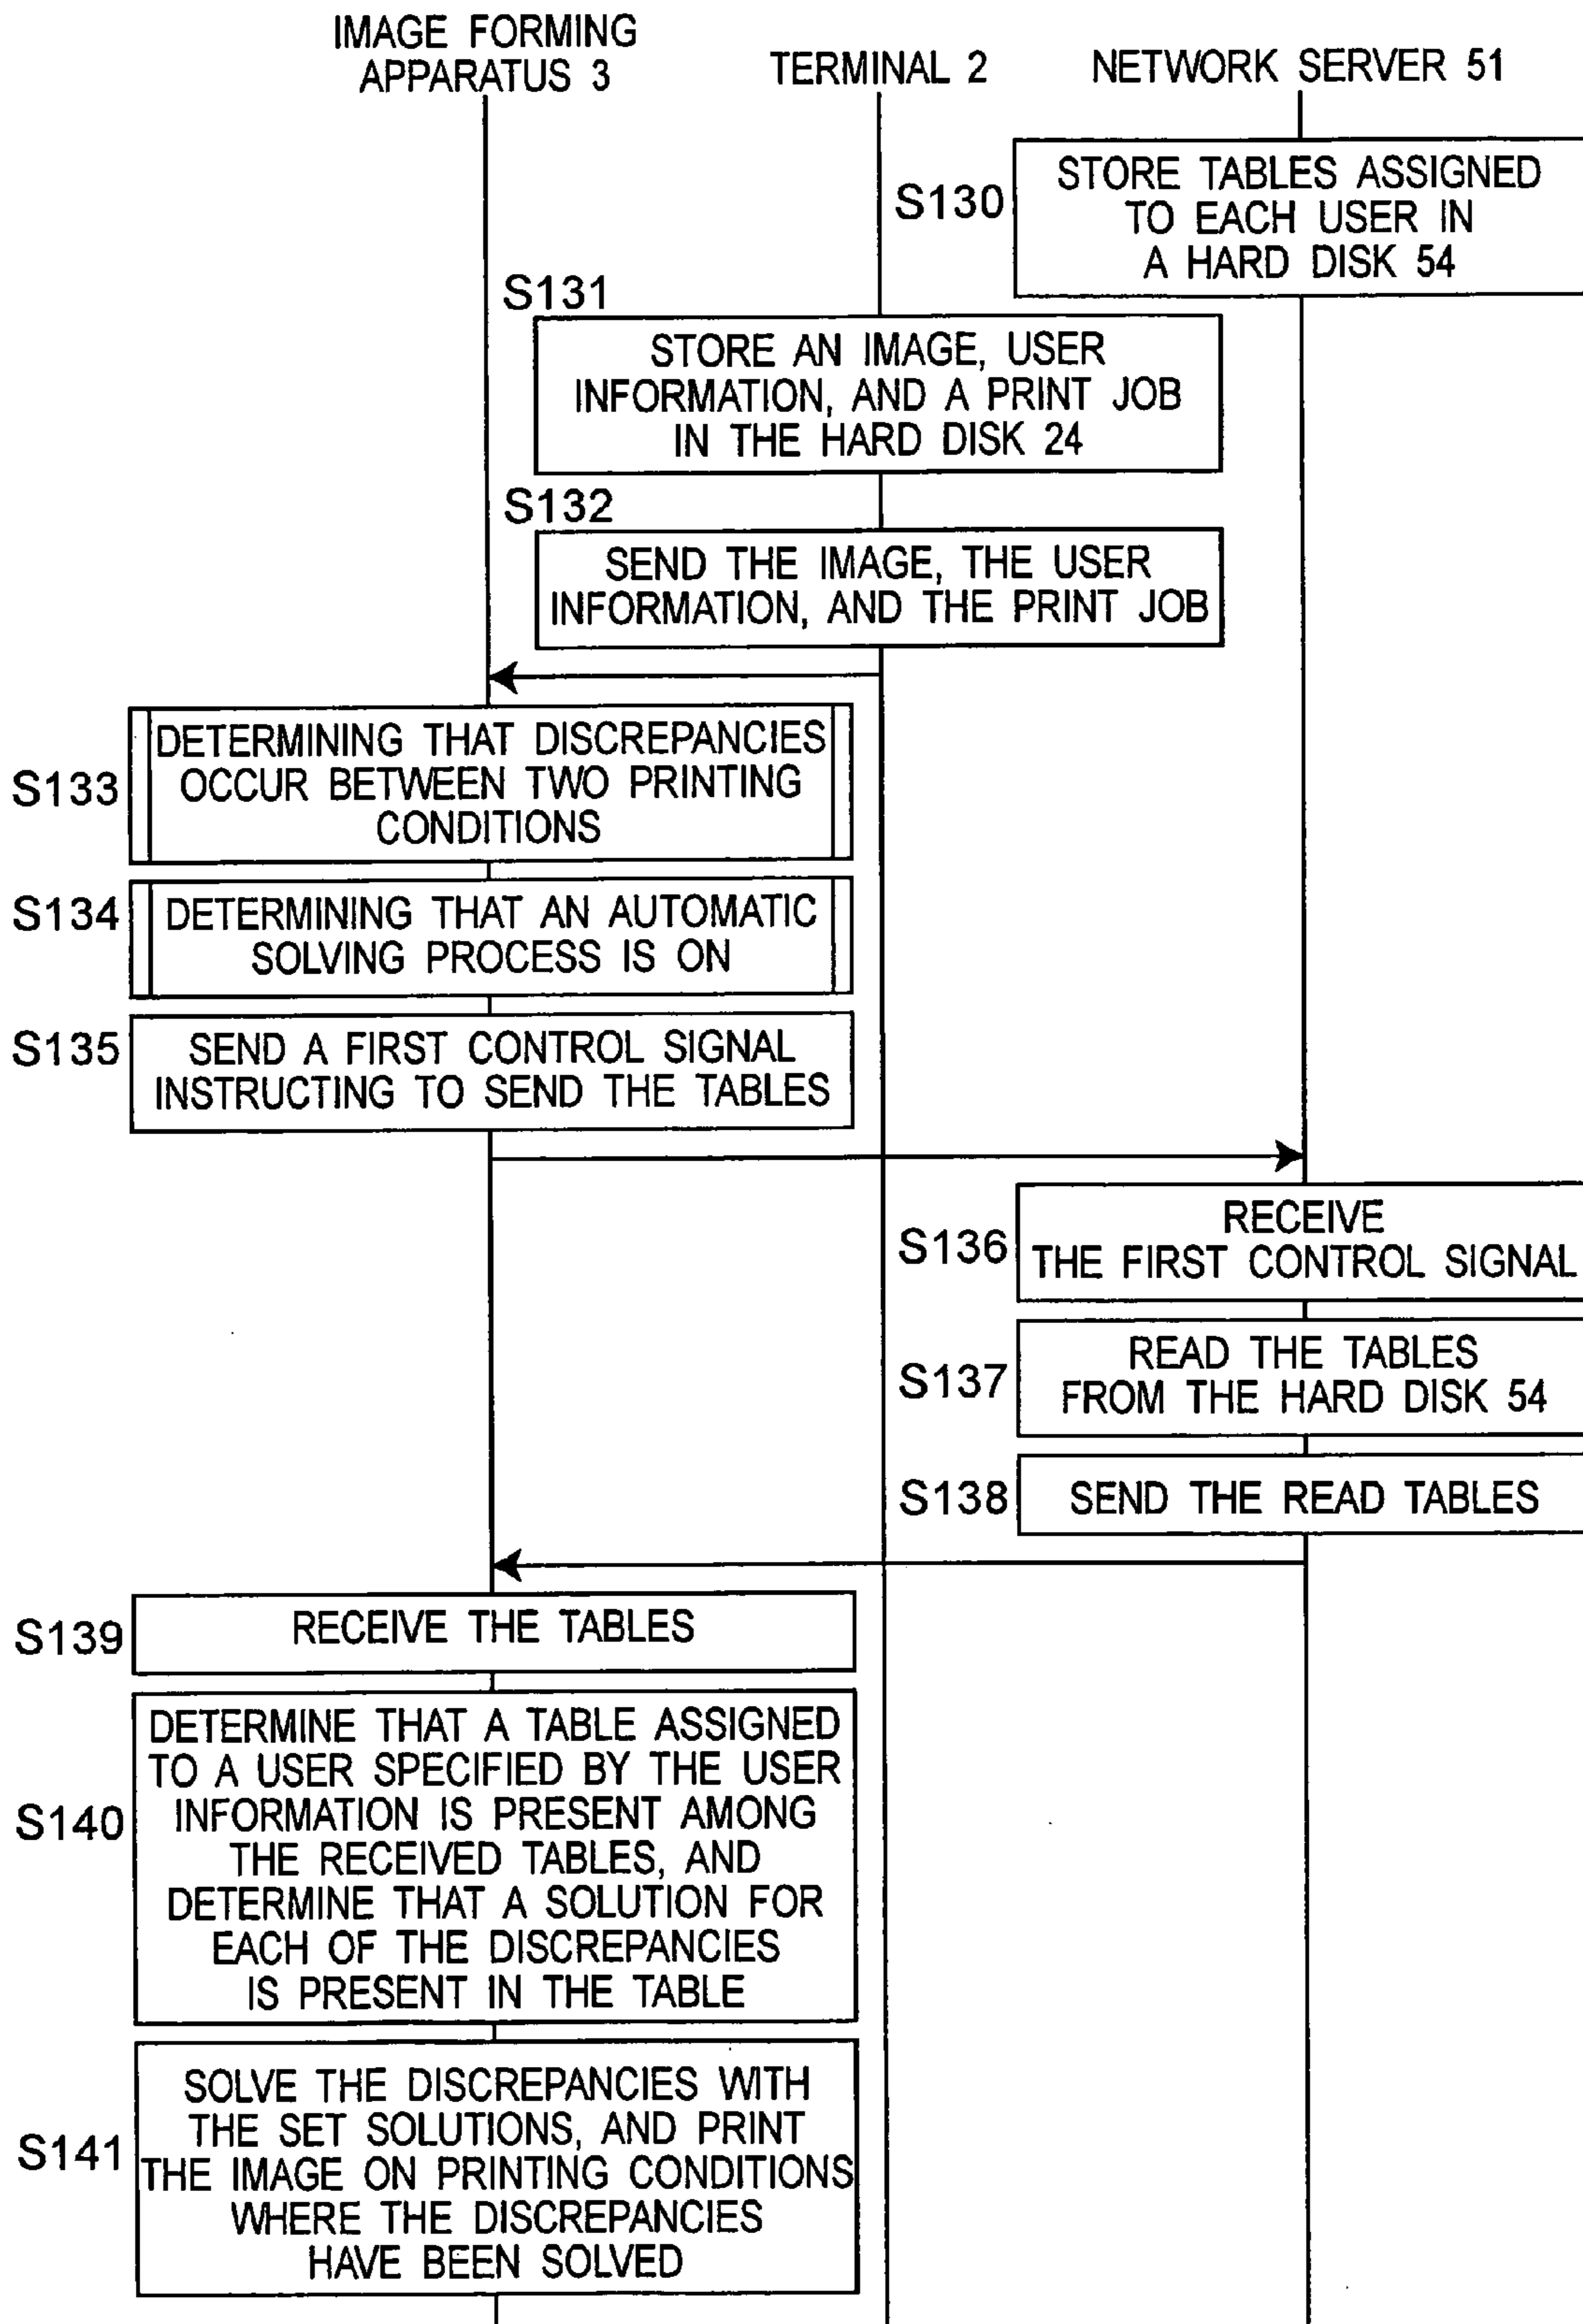 IMAGE FORMING
APPARATUS 3
TERMINAL 2
NETWORK SERVER 51
S130
STORE TABLES ASSIGNED
TO EACH USER IN
A HARD DISK 54
S131
STORE AN IMAGE, USER
INFORMATION, AND A PRINT JOB
IN THE HARD DISK 24
S132
SEND THE IMAGE, THE USER
INFORMATION, AND THE PRINT JOB
S133
DETERMINING THAT DISCREPANCIES
OCCUR BETWEEN TWO PRINTING
CONDITIONS
S134
DETERMINING THAT AN AUTOMATIC
SOLVING PROCESS IS ON
S135
SEND A FIRST CONTROL SIGNAL
INSTRUCTING TO SEND THE TABLES
S136
RECEIVE
THE FIRST CONTROL SIGNAL
S137
READ THE TABLES
FROM THE HARD DISK 54
S138
SEND THE READ TABLES
S139
RECEIVE THE TABLES
S140
DETERMINE THAT A TABLE ASSIGNED
TO A USER SPECIFIED BY THE USER
INFORMATION IS PRESENT AMONG
THE RECEIVED TABLES, AND
DETERMINE THAT A SOLUTION FOR
EACH OF THE DISCREPANCIES
IS PRESENT IN THE TABLE
S141
SOLVE THE DISCREPANCIES WITH
THE SET SOLUTIONS, AND PRINT
THE IMAGE ON PRINTING CONDITIONS
WHERE THE DISCREPANCIES
HAVE BEEN SOLVED